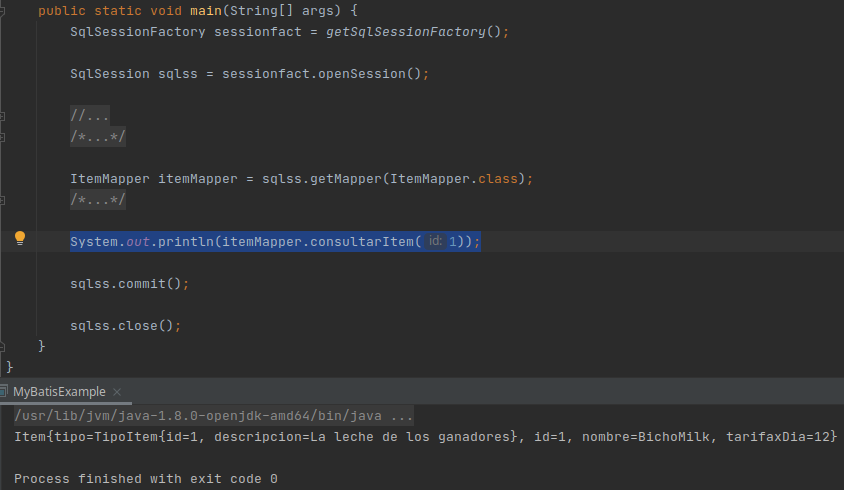 public static void main(String[] args) {
SqlSessionFactory sessionfact = getSqlSessionFactory();
SqlSession sqlss = sessionfact.openSession();
//...
/*...*/
ItemMapper itemMapper = sqlss.getMapper(ItemMapper.class);
/*...*/
System.out.println(itemMapper.consultarItem( id: 1));
sqlss.commit();
sqlss.close();
}
}
MyBatisExample ×
/usr/lib/jvm/java-1.8.0-openjdk-amd64/bin/java ...
Item{tipo=TipoItem{id=1, descripcion=La leche de los ganadores}, id=1, nombre=BichoMilk, tarifaxDia=12}
Process finished with exit code 0